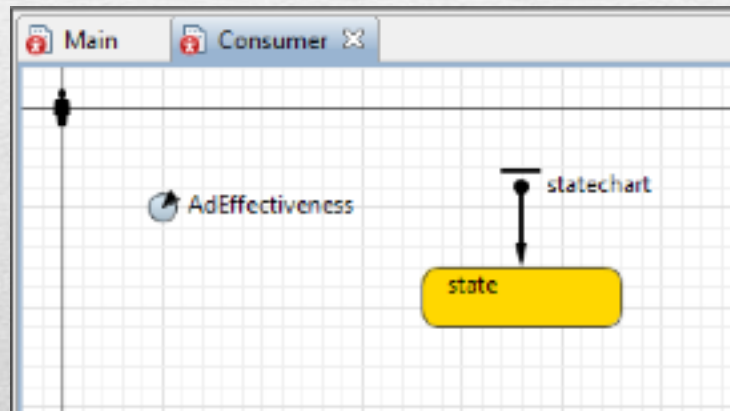 Main
Consumer
AdEffectiveness
statechart
state